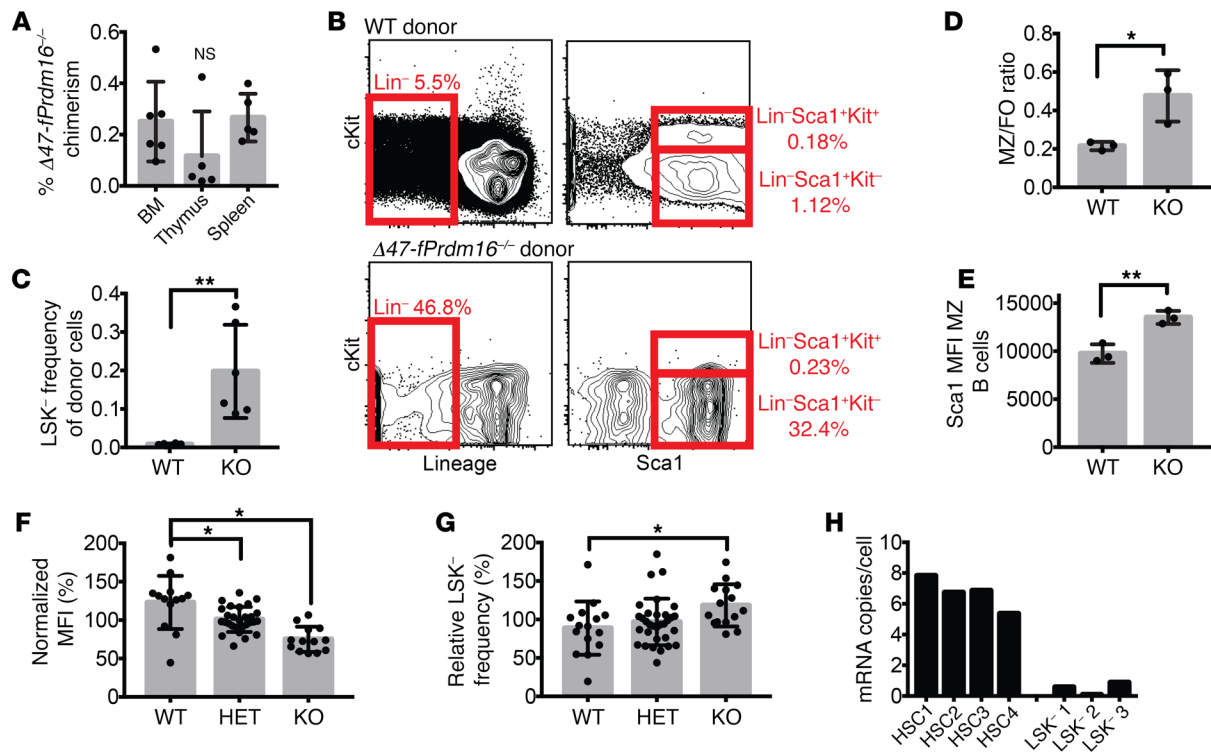 A
% Δ47-fPrdm16–/–
chimerism
0.6
0.4
0.2
0.0
NS
BM
Thymus
Spleen
B
WT donor
cKit
Lin– 5.5%
Lin–Sca1+Kit+
0.18%
Lin–Sca1+Kit–
1.12%
Δ47-fPrdm16–/– donor
cKit
Lin– 46.8%
Lin–Sca1+Kit+
0.23%
Lin–Sca1+Kit–
32.4%
Lineage
Sca1
C
LSK– frequency
of donor cells
0.4
0.3
0.2
0.1
0.0
**
WT
KO
D
MZ/FO ratio
0.8
0.6
0.4
0.2
0.0
*
WT
KO
E
Sca1 MFI MZ
B cells
15000
10000
5000
0
**
WT
KO
F
Normalized
MFI (%)
200
150
100
50
0
*
*
WT
HET
KO
G
Relative LSK–
frequency (%)
200
150
100
50
0
*
WT
HET
KO
H
mRNA copies/cell
10
8
6
4
2
0
HSC1
HSC2
HSC3
HSC4
LSK– 1
LSK– 2
LSK– 3